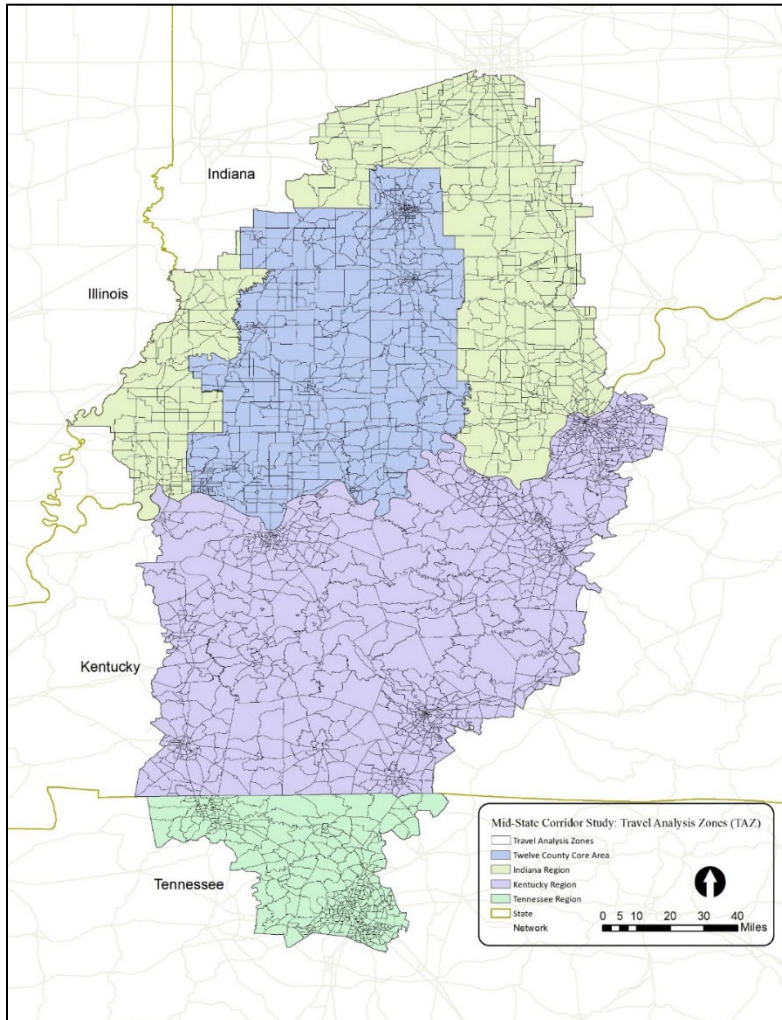 Indiana
Illinois
Kentucky
Tennessee
Mid-State Corridor Study: Travel Analysis Zones (TAZ)
Travel Analysis Zones
Twelve County Core Area
Indiana Region
Kentucky Region
Tennessee Region
State
Network
0 5 10 20 30 40
Miles